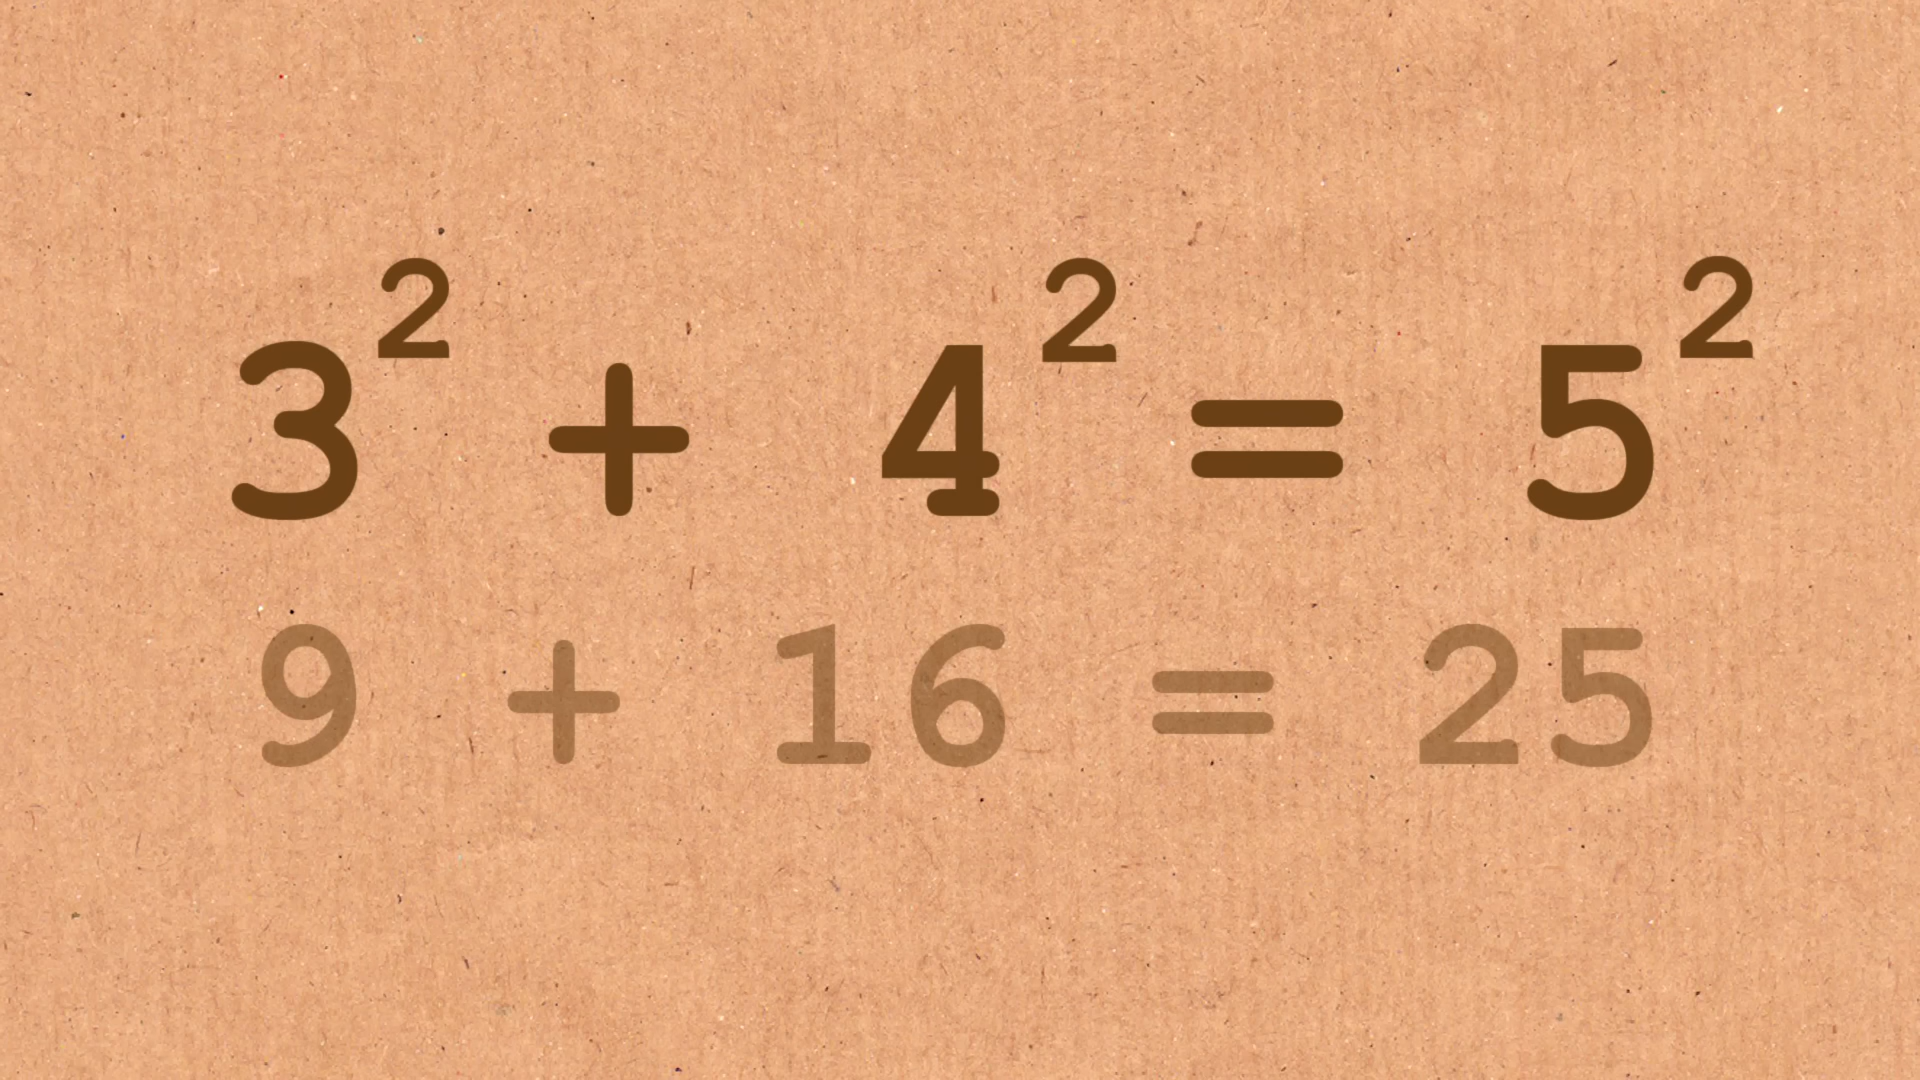 3² + 4² = 5²
9 + 16 = 25